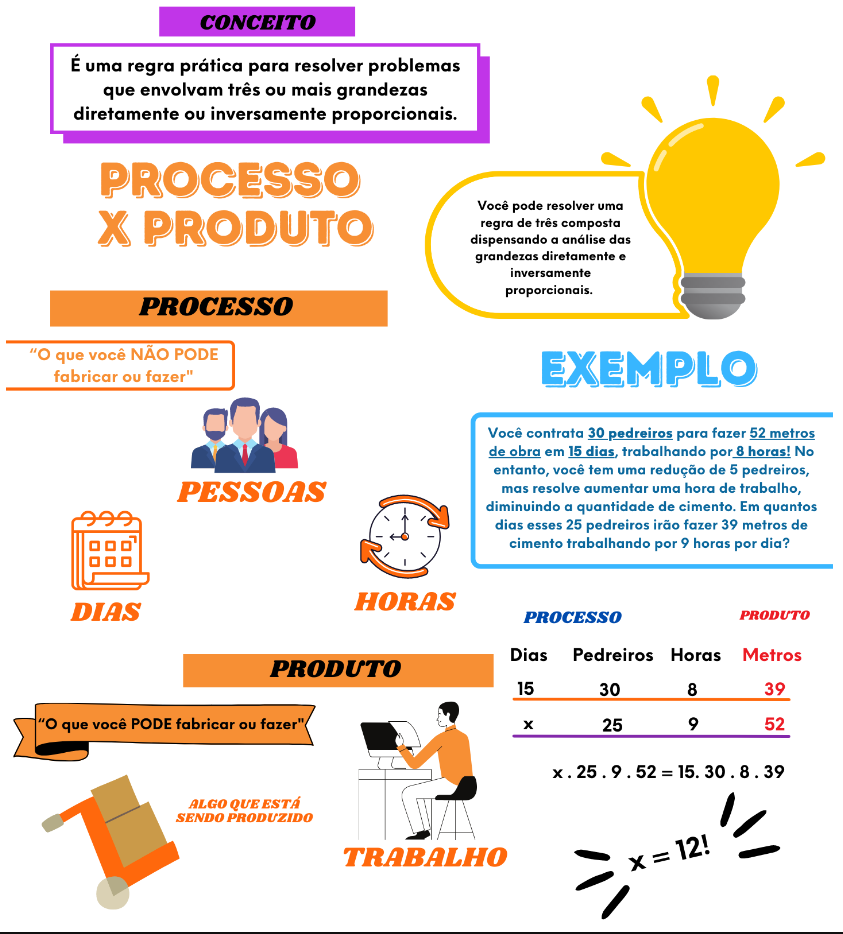 CONCEITO
É uma regra prática para resolver problemas
que envolvam três ou mais grandezas
diretamente ou inversamente proporcionais.
PROCESSO
X PRODUTO
Você pode resolver uma
regra de três composta
dispensando a análise das
grandezas diretamente e
inversamente
proporcionais.
PROCESSO
“O que você NÃO PODE
fabricar ou fazer"
PESSOAS
DIAS
HORAS
EXEMPLO
Você contrata 30 pedreiros para fazer 52 metros
de obra em 15 dias, trabalhando por 8 horas! No
entanto, você tem uma redução de 5 pedreiros,
mas resolve aumentar uma hora de trabalho,
diminuindo a quantidade de cimento. Em quantos
dias esses 25 pedreiros irão fazer 39 metros de
cimento trabalhando por 9 horas por dia?
PROCESSO PRODUTO
Dias Pedreiros Horas Metros
15 30 8 39
x 25 9 52
x . 25 . 9 . 52 = 15. 30 . 8 . 39
x = 12!
PRODUTO
“O que você PODE fabricar ou fazer"
ALGO QUE ESTÁ
SENDO PRODUZIDO
TRABALHO